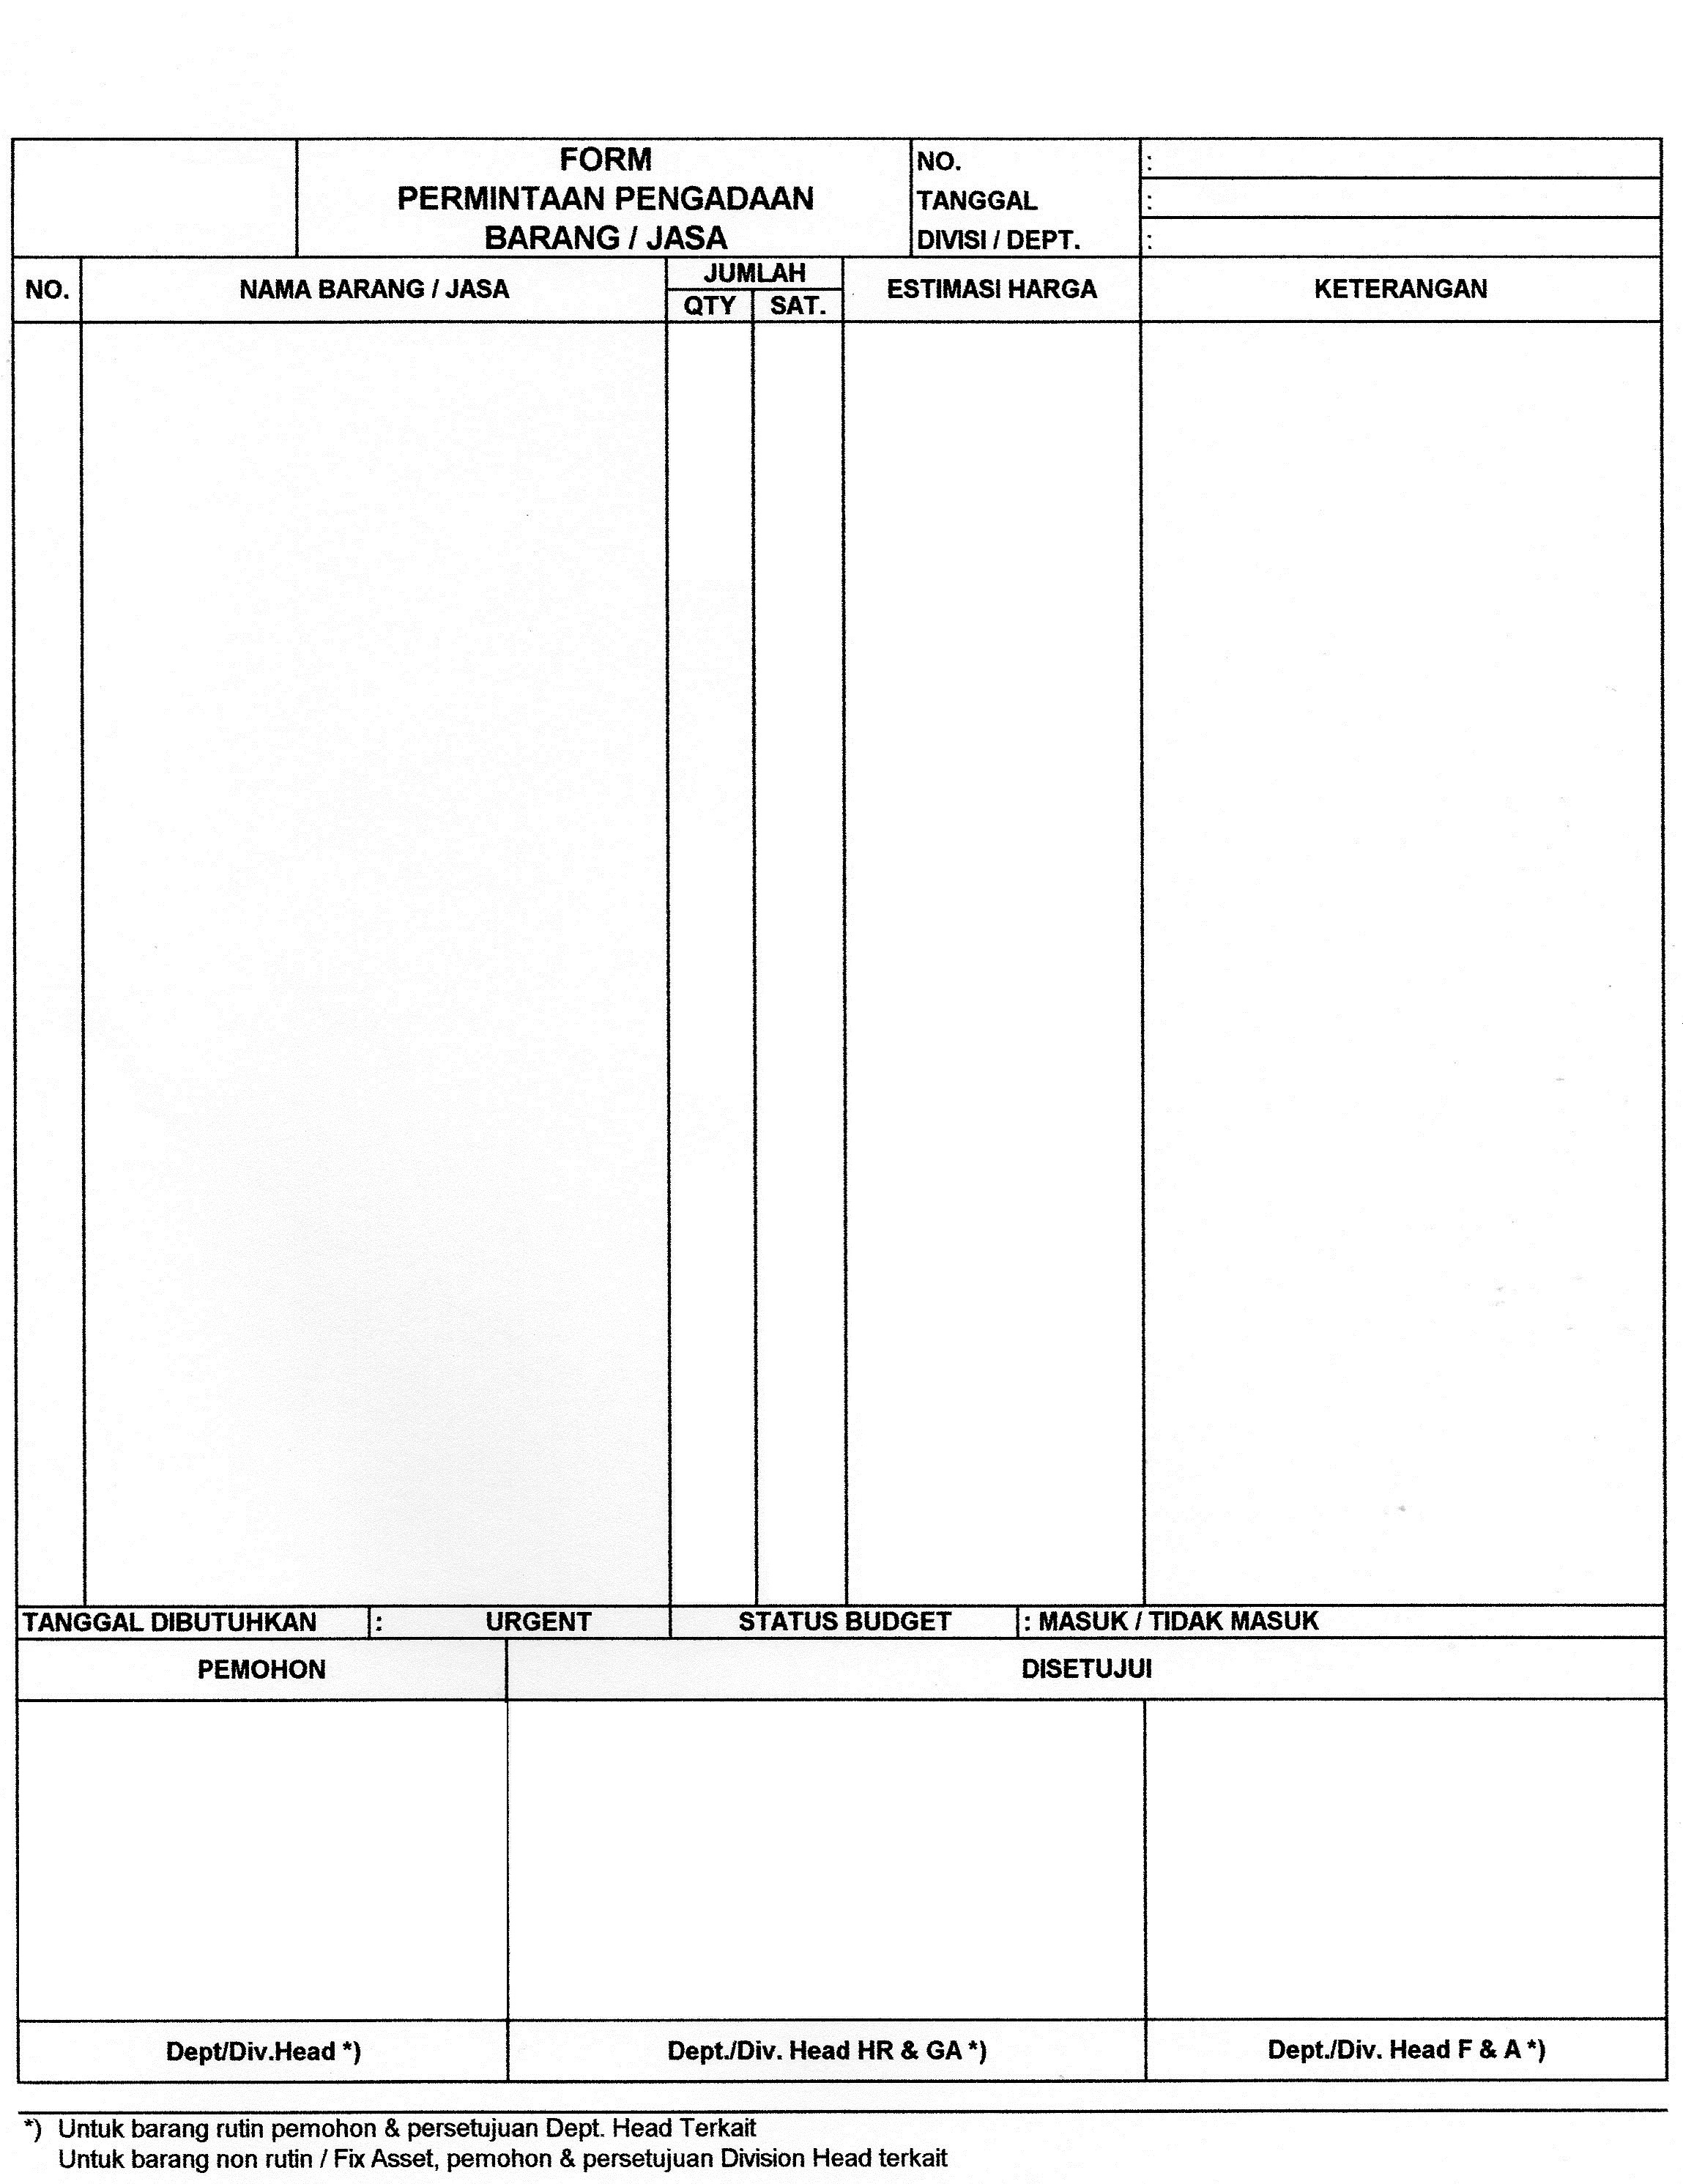 FORM
PERMINTAAN PENGADAAN
BARANG / JASA
NO. :
TANGGAL :
DIVISI / DEPT. :
NO. NAMA BARANG / JASA JUMLAH ESTIMASI HARGA KETERANGAN
QTY SAT.
TANGGAL DIBUTUHKAN : URGENT STATUS BUDGET : MASUK / TIDAK MASUK
PEMOHON DISETUJUI
Dept/Div.Head *) Dept./Div. Head HR & GA *) Dept./Div. Head F & A *)
*) Untuk barang rutin pemohon & persetujuan Dept. Head Terkait
Untuk barang non rutin / Fix Asset, pemohon & persetujuan Division Head terkait